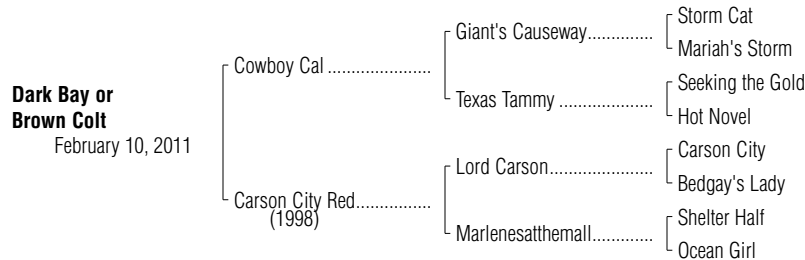 Dark Bay or
Brown Colt
February 10, 2011
Cowboy Cal ......................
Carson City Red................
(1998)
Giant's Causeway..............
Texas Tammy ....................
Lord Carson......................
Marlenesatthemall.............
Storm Cat
Mariah's Storm
Seeking the Gold
Hot Novel
Carson City
Bedgay's Lady
Shelter Half
Ocean Girl